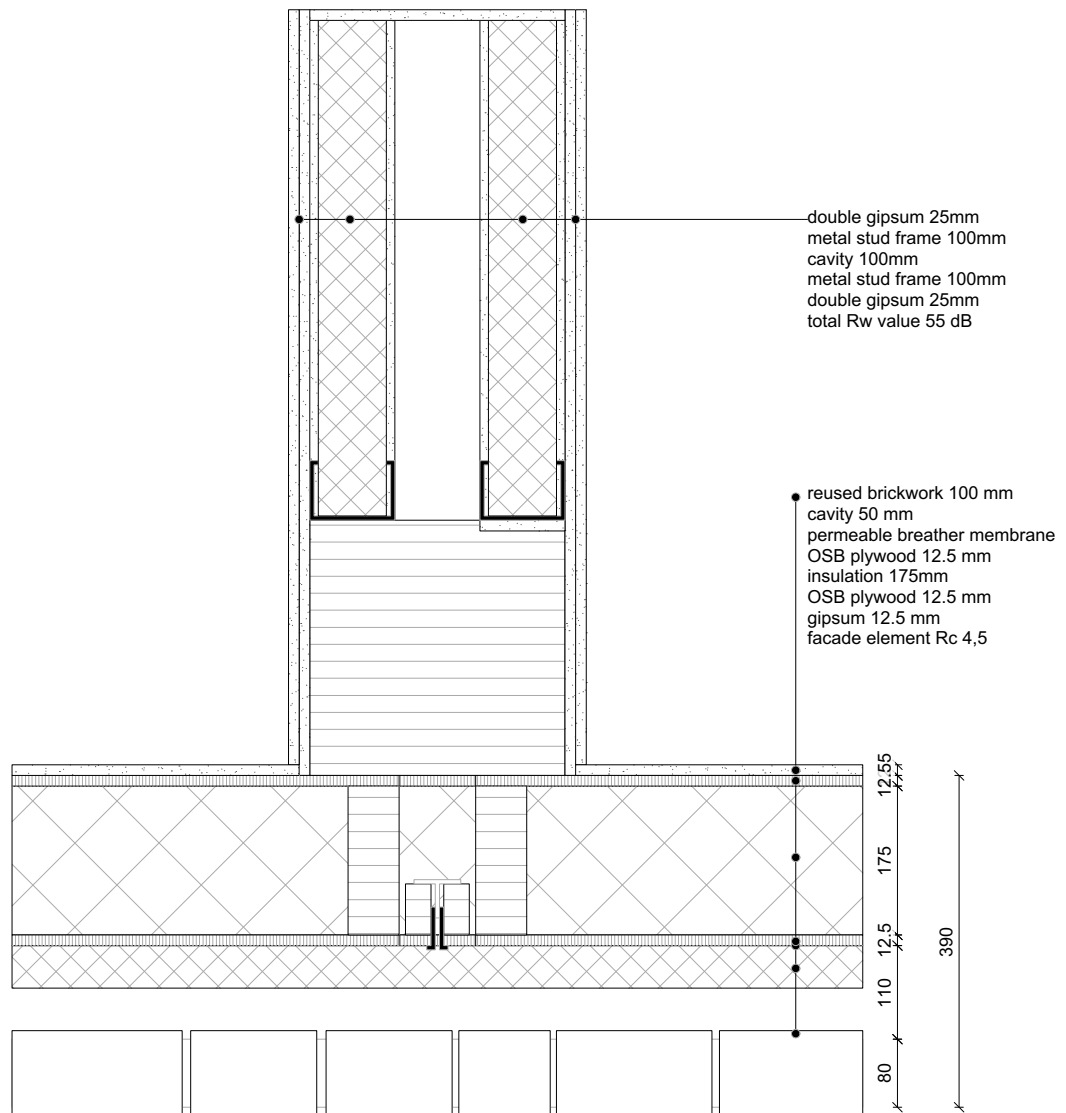 double gipsum 25mm
metal stud frame 100mm
cavity 100mm
metal stud frame 100mm
double gipsum 25mm
total Rw value 55 dB
reused brickwork 100 mm
cavity 50 mm
permeable breather membrane
OSB plywood 12.5 mm
insulation 175mm
OSB plywood 12.5 mm
gipsum 12.5 mm
facade element Rc 4,5
175
12.5
110
80
390